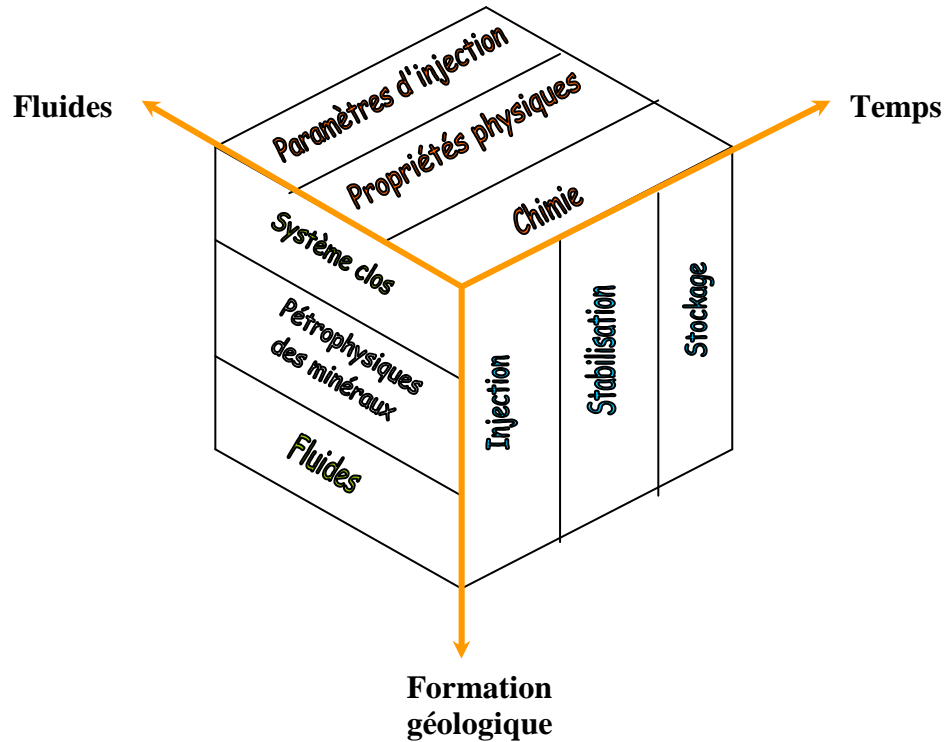 Fluides
Temps
Paramètres d'injection
Propriétés physiques
Chimie
Système clos
Pétrophysiques
des minéraux
Fluides
Injection
Stabilisation
Stockage
Formation
géologique